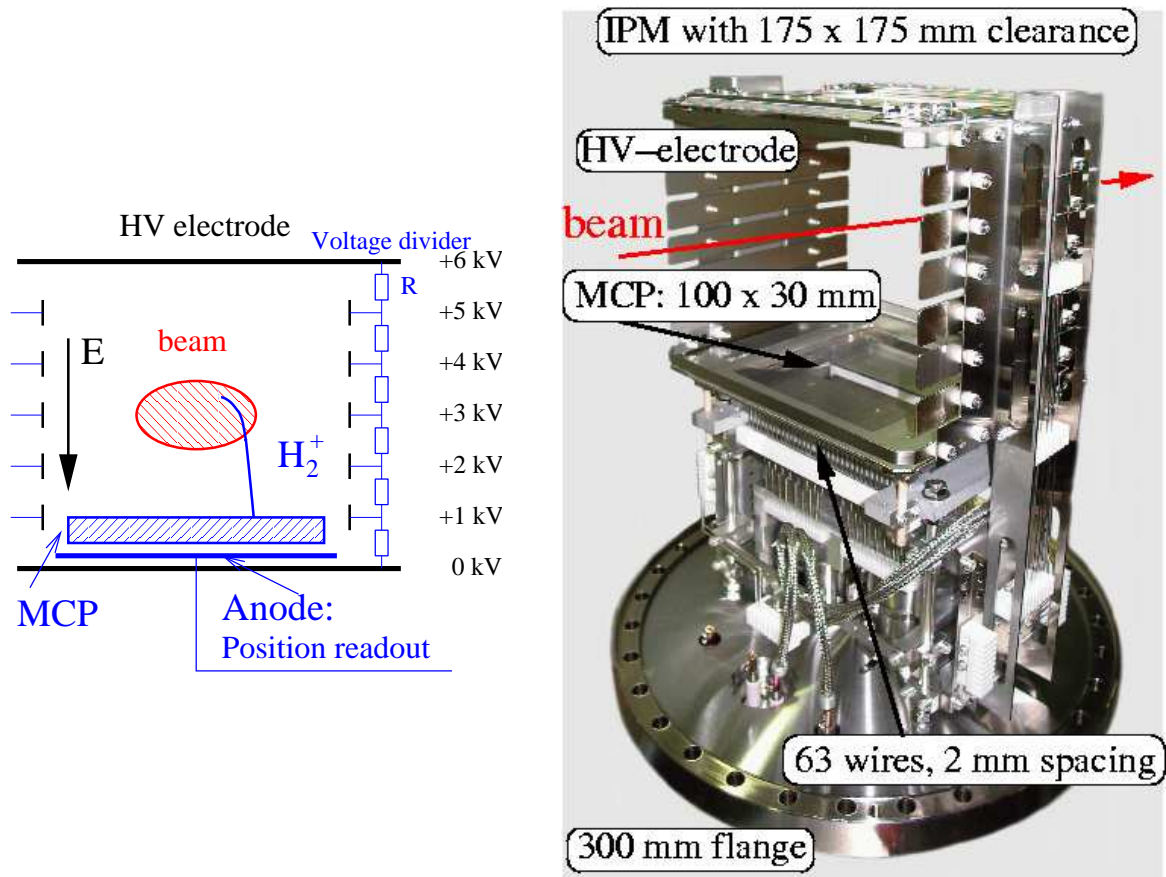 HV electrode
Voltage divider
+6 kV
R
+5 kV
E
beam
+4 kV
+3 kV
H₂⁺
+2 kV
+1 kV
0 kV
MCP
Anode:
Position readout
IPM with 175 x 175 mm clearance
HV–electrode
beam
MCP: 100 x 30 mm
63 wires, 2 mm spacing
300 mm flange